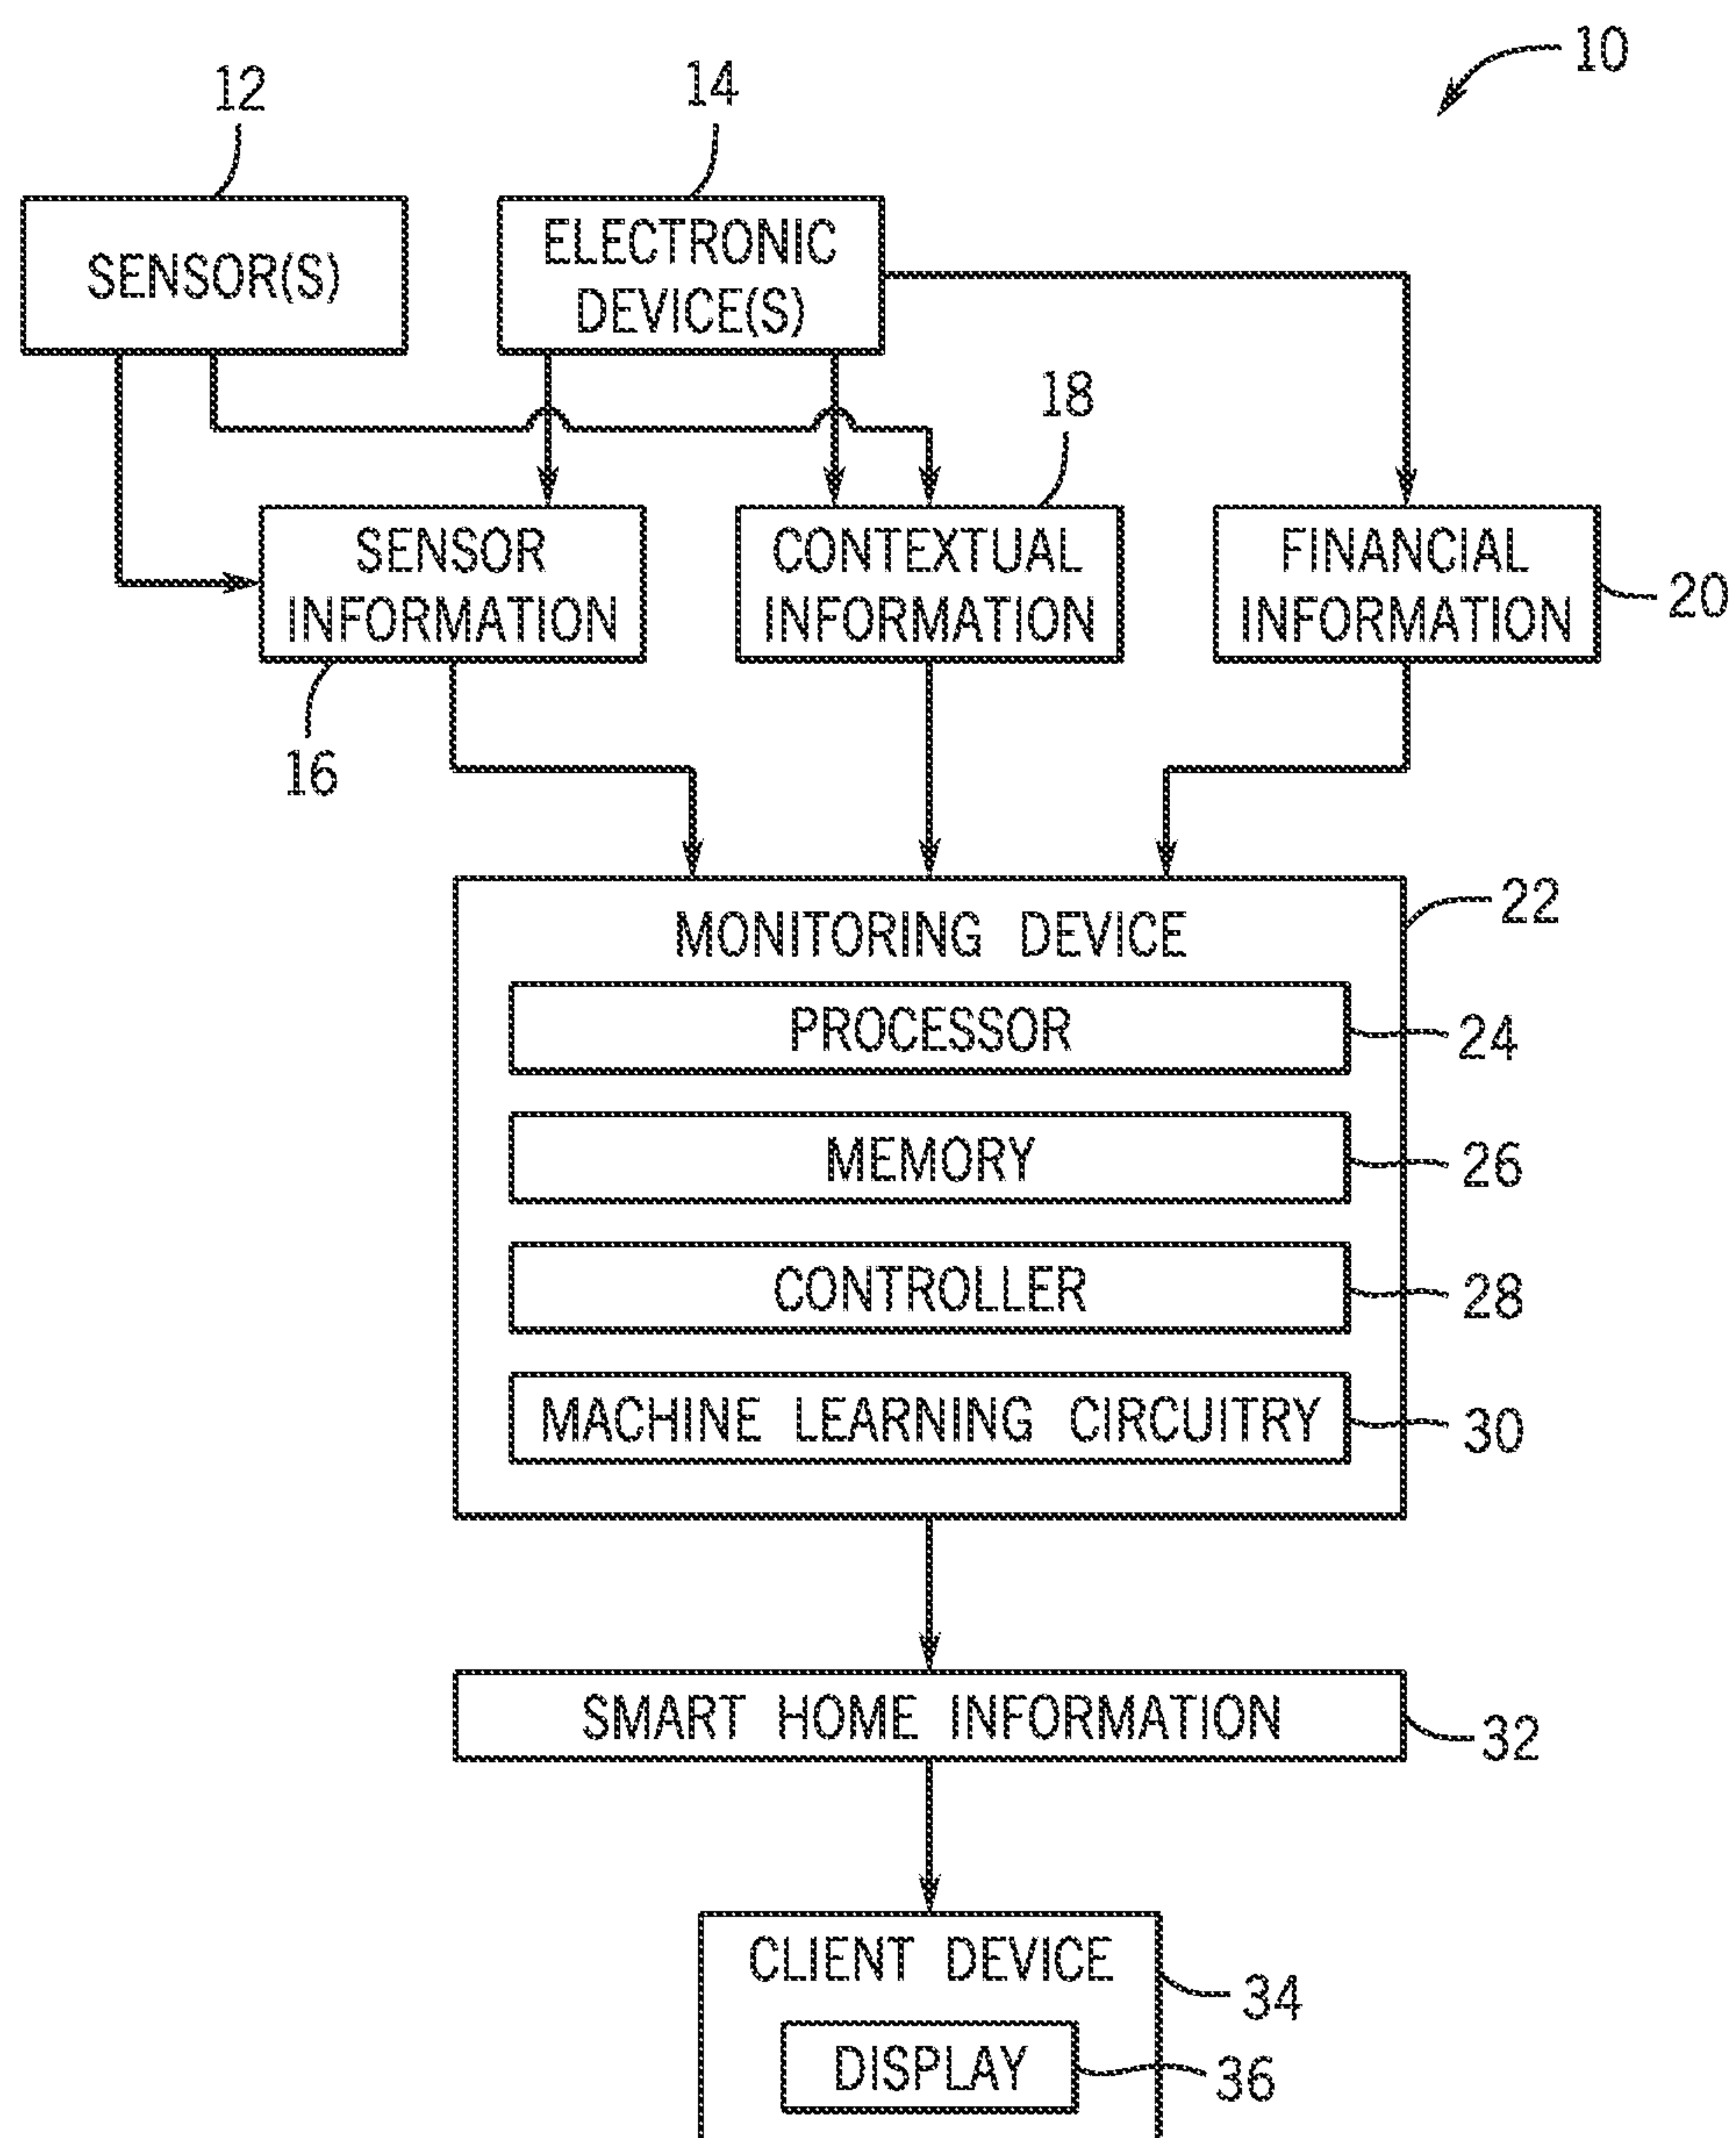 10
12
14
SENSOR(S)
ELECTRONIC
DEVICE(S)
18
SENSOR
INFORMATION
CONTEXTUAL
INFORMATION
FINANCIAL
INFORMATION
20
16
MONITORING DEVICE
22
PROCESSOR
24
MEMORY
26
CONTROLLER
28
MACHINE LEARNING CIRCUITRY
30
SMART HOME INFORMATION
32
CLIENT DEVICE
34
DISPLAY
36